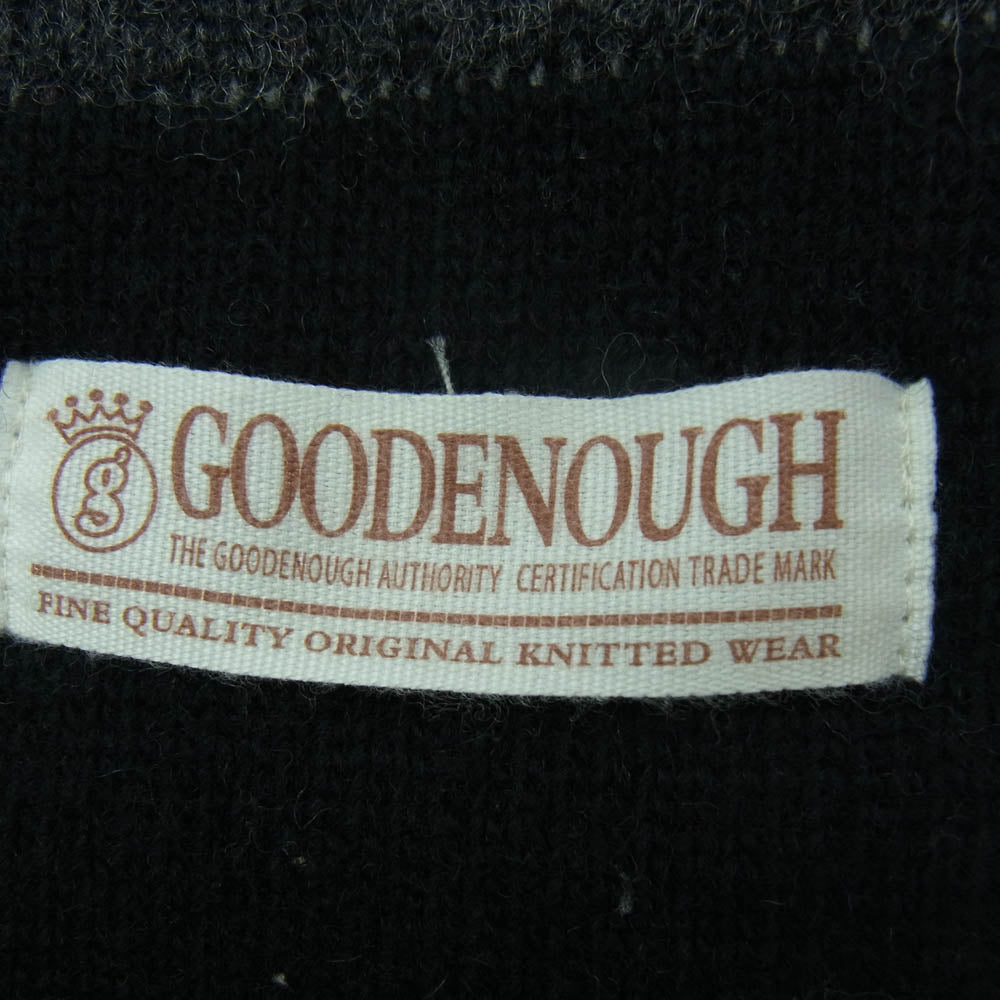 g GOODENOUGH
THE GOODENOUGH AUTHORITY CERTIFICATION TRADE MARK
FINE QUALITY ORIGINAL KNITTED WEAR